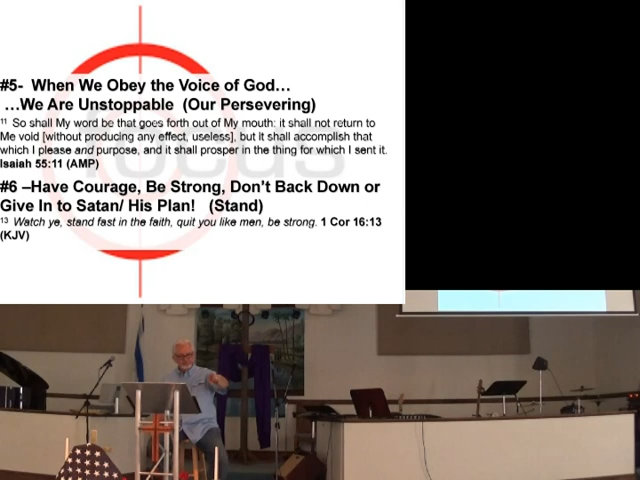 #5-  When We Obey the Voice of God…
…We Are Unstoppable  (Our Persevering)
11 So shall My word be that goes forth out of My mouth: it shall not return to
Me void [without producing any effect, useless], but it shall accomplish that
which I please and purpose, and it shall prosper in the thing for which I sent it.
Isaiah 55:11 (AMP)
#6 –Have Courage, Be Strong, Don't Back Down or
Give In to Satan/ His Plan!  (Stand)
13 Watch ye, stand fast in the faith, quit you like men, be strong. 1 Cor 16:13
(KJV)
focus